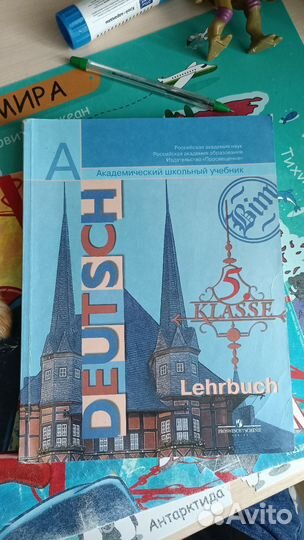 МИРА
Российская академия наук
Российская академия образования
Издательство «Просвещение»
А
Академический школьный учебник
DEUTSCH
Bim
5.
KLASSE
Lehrbuch
ПРОСВЕЩЕНИЕ
ИЗДАТЕЛЬСТВО
Антарктида
Avito